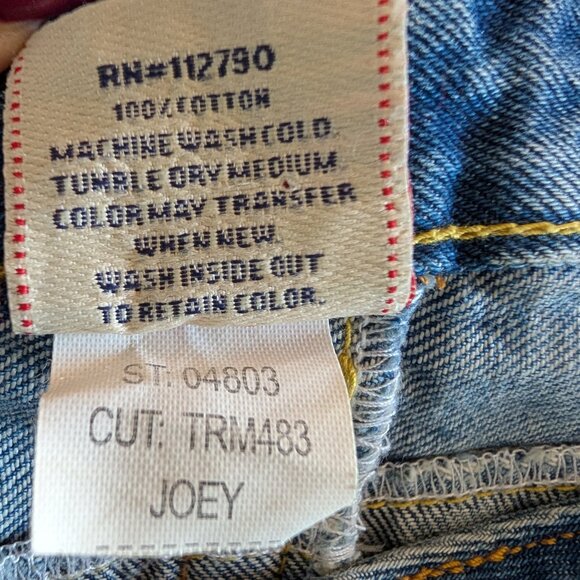 RN#112790
100% COTTON
MACHINE WASH COLD.
TUMBLE DRY MEDIUM.
COLOR MAY TRANSFER
WHEN NEW.
WASH INSIDE OUT
TO RETAIN COLOR.
ST: 04803
CUT: TRM483
JOEY